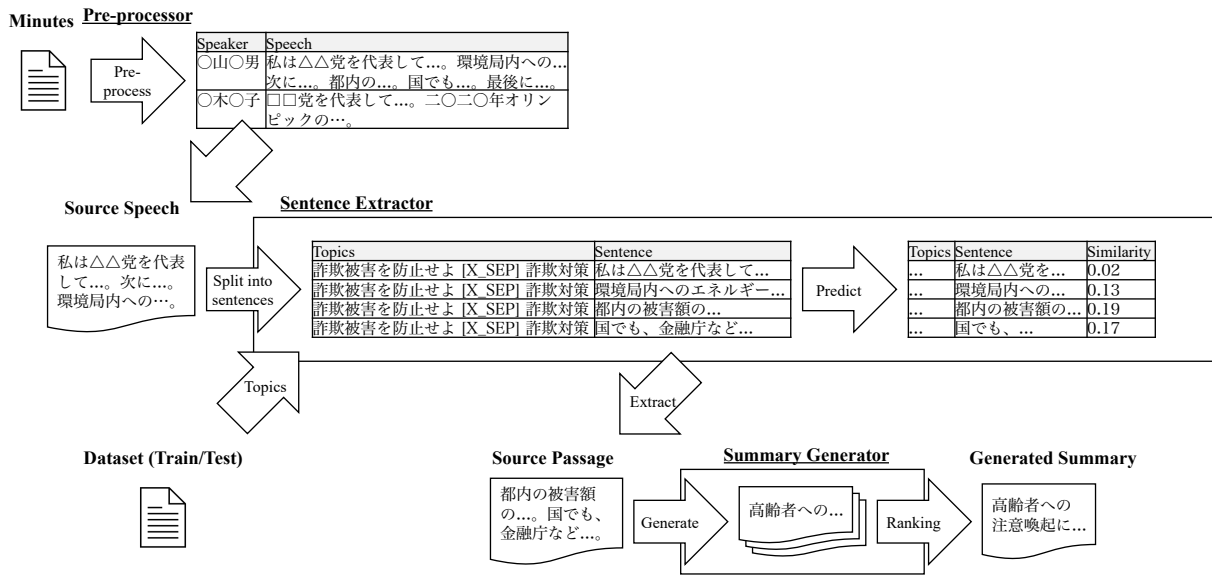 Minutes Pre-processor
Pre-
process
Speaker Speech
〇山〇男 私は△△党を代表して…。環境局内への…
次に…。都内の…。国でも…。最後に…。
〇木〇子 □□党を代表して…。二〇二〇年オリン
ピックの…。
Source Speech
Sentence Extractor
私は△△党を代表
して…。次に…。
環境局内への…。
Split into
sentences
Topics Sentence
詐欺被害を防止せよ [X_SEP] 詐欺対策 私は△△党を代表して…
詐欺被害を防止せよ [X_SEP] 詐欺対策 環境局内へのエネルギー…
詐欺被害を防止せよ [X_SEP] 詐欺対策 都内の被害額の…
詐欺被害を防止せよ [X_SEP] 詐欺対策 国でも、金融庁など…
Predict
Topics Sentence Similarity
… 私は△△党を… 0.02
… 環境局内への… 0.13
… 都内の被害額の… 0.19
… 国でも、… 0.17
Topics
Extract
Dataset (Train/Test)
Source Passage
Summary Generator
Generated Summary
都内の被害額
の…。国でも、
金融庁など…。
Generate
高齢者への…
Ranking
高齢者への
注意喚起に…